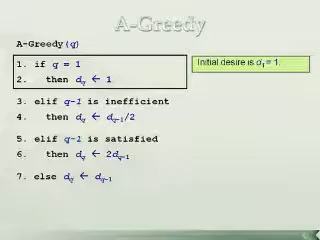 A-Greedy
A-Greedy(q)
1. if q = 1
2. then dq ← 1
Initial desire is d1 = 1.
3. elif q-1 is inefficient
4. then dq ← dq-1/2
5. elif q-1 is satisfied
6. then dq ← 2dq-1
7. else dq ← dq-1